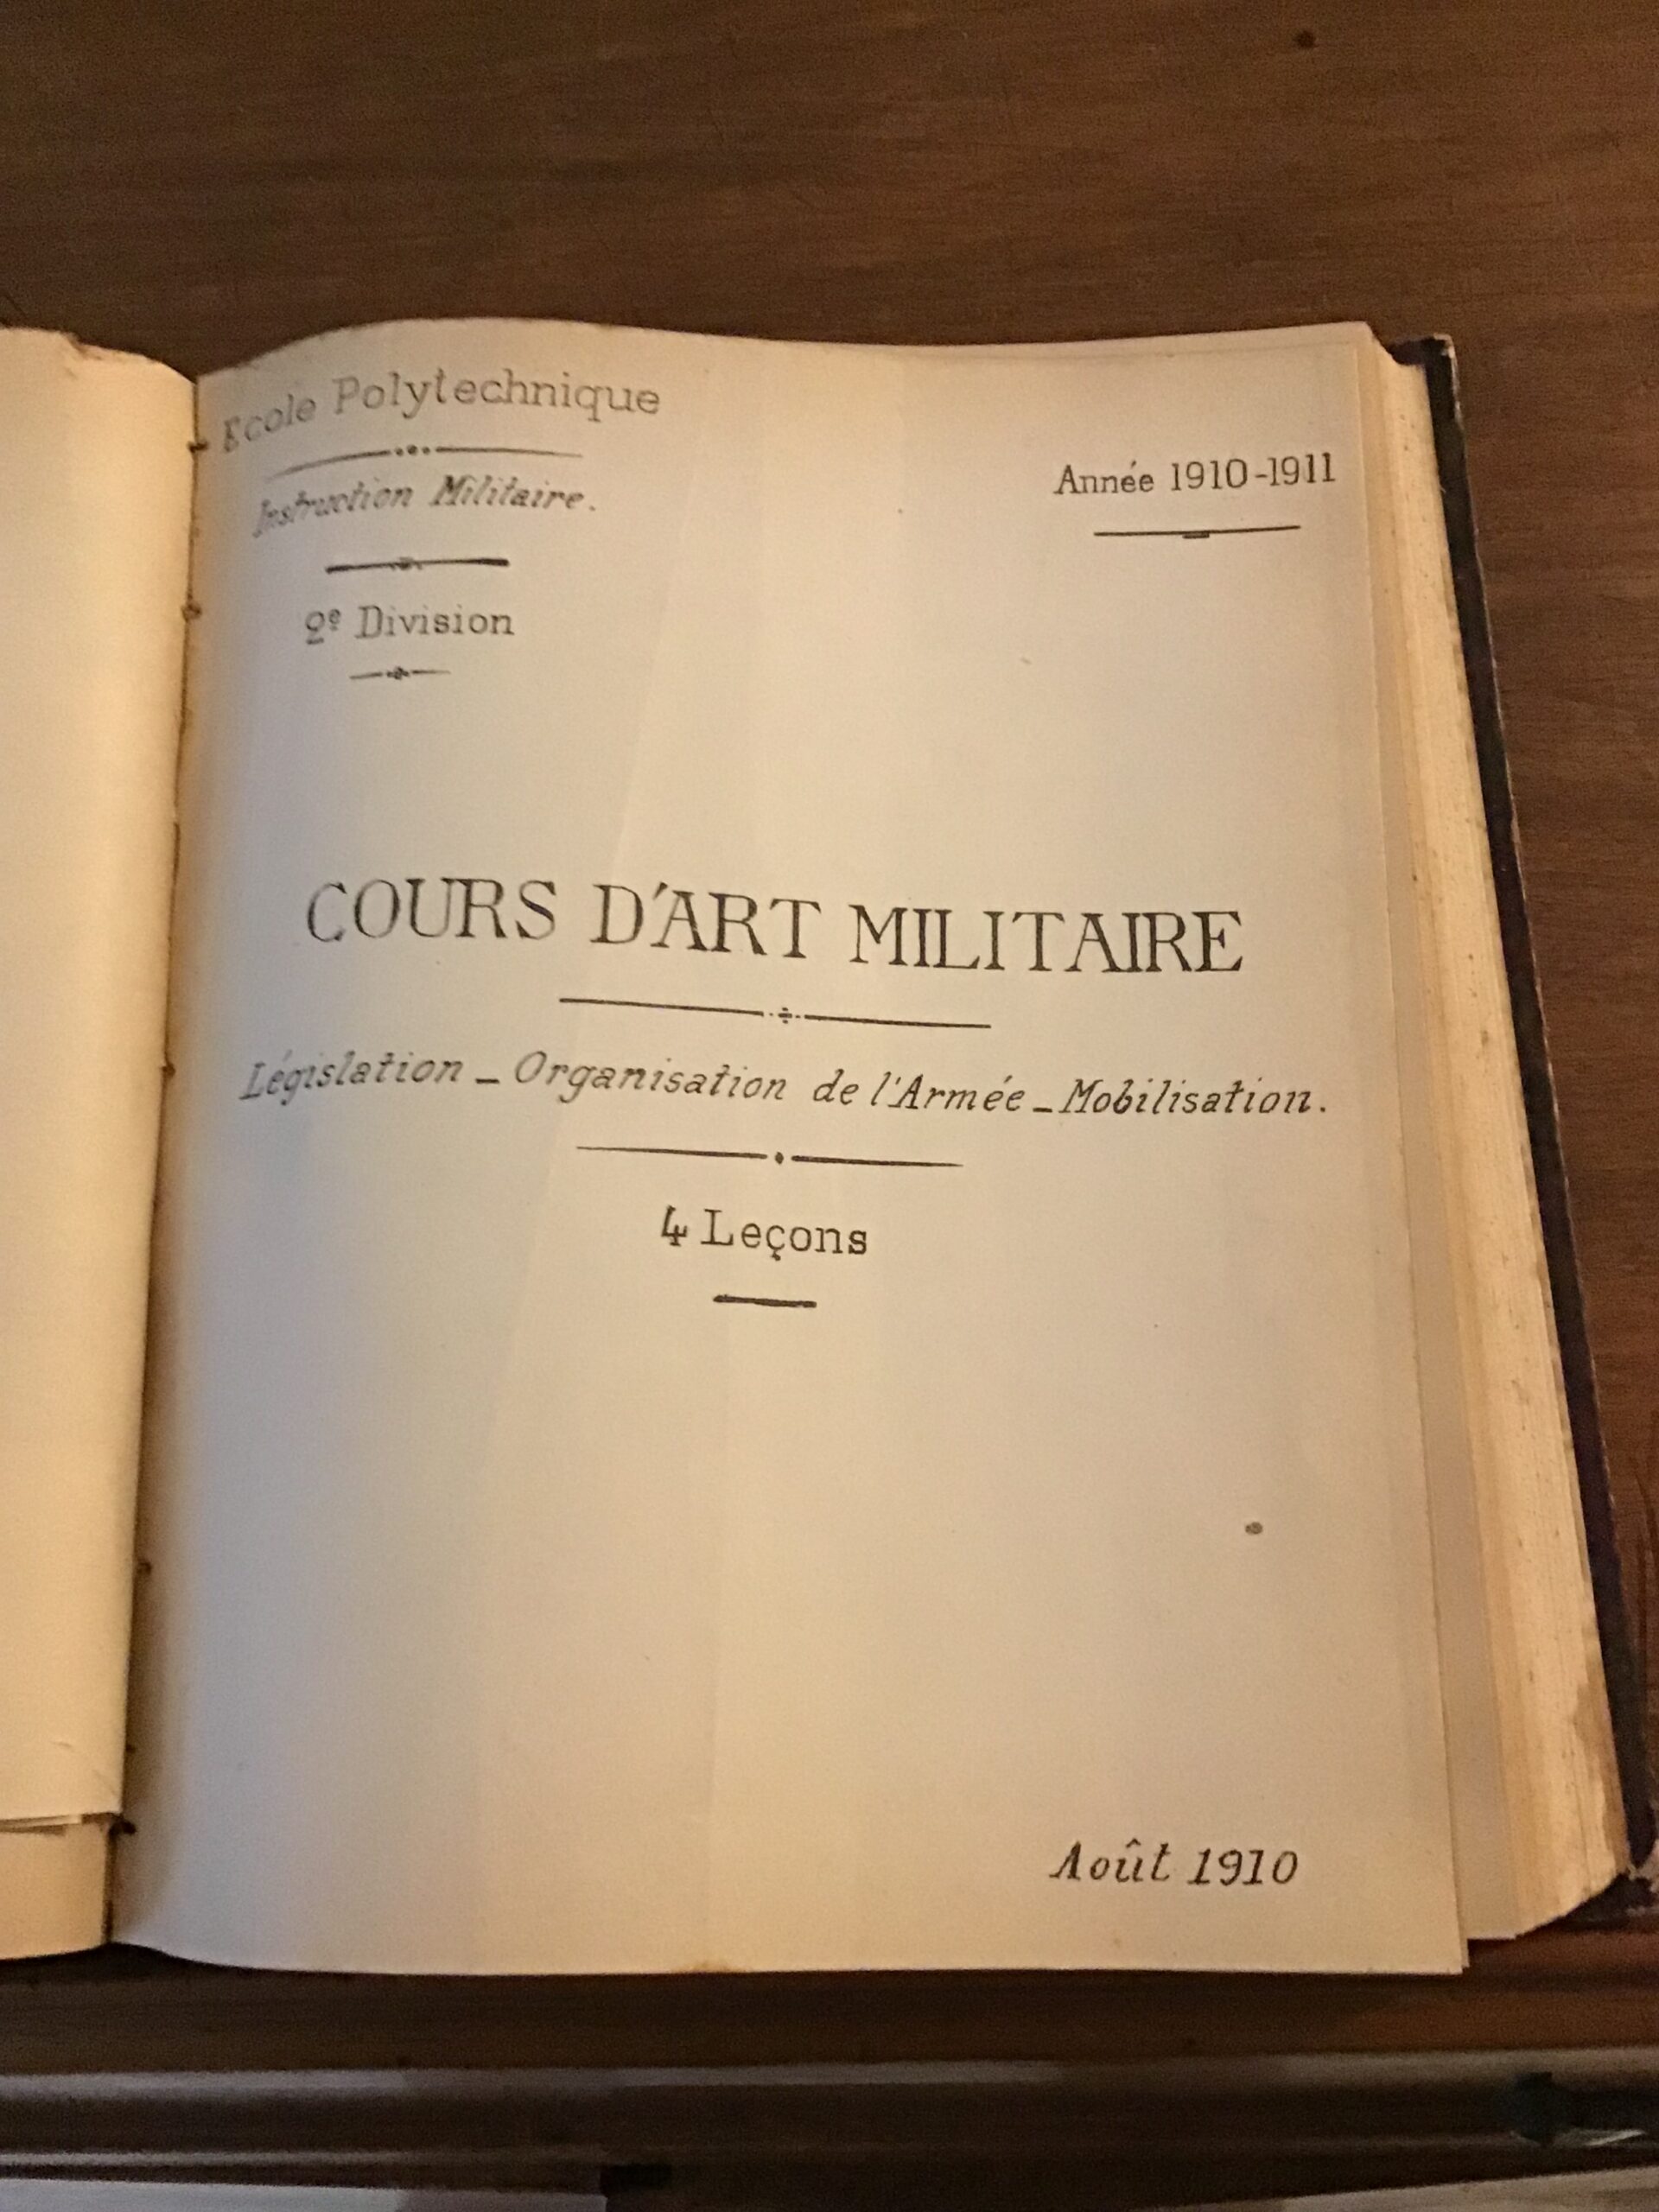 Ecole Polytechnique
Instruction Militaire.
2e Division
Année 1910-1911
COURS D'ART MILITAIRE
Législation _ Organisation de l'Armée _ Mobilisation.
4 Leçons
Août 1910